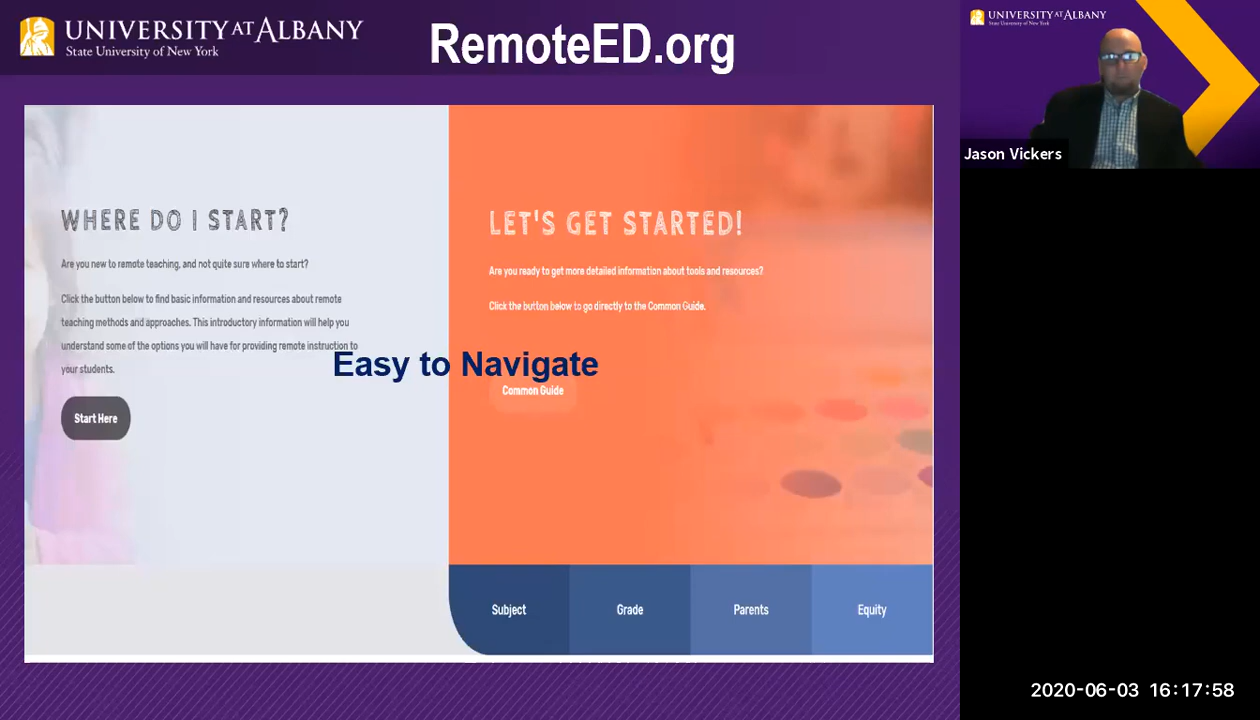 UNIVERSITY AT ALBANY
State University of New York
RemoteED.org
WHERE DO I START?
Are you new to remote teaching, and not quite sure where to start?
Click the button below to find basic information and resources about remote
teaching methods and approaches. This introductory information will help you
understand some of the options you will have for providing remote instruction to
your students.
Start Here
LET'S GET STARTED!
Are you ready to get more detailed information about tools and resources?
Click the button below to go directly to the Common Guide.
Easy to Navigate
Common Guide
Subject
Grade
Parents
Equity
UNIVERSITY AT ALBANY
State University of New York
Jason Vickers
2020-06-03 16:17:58